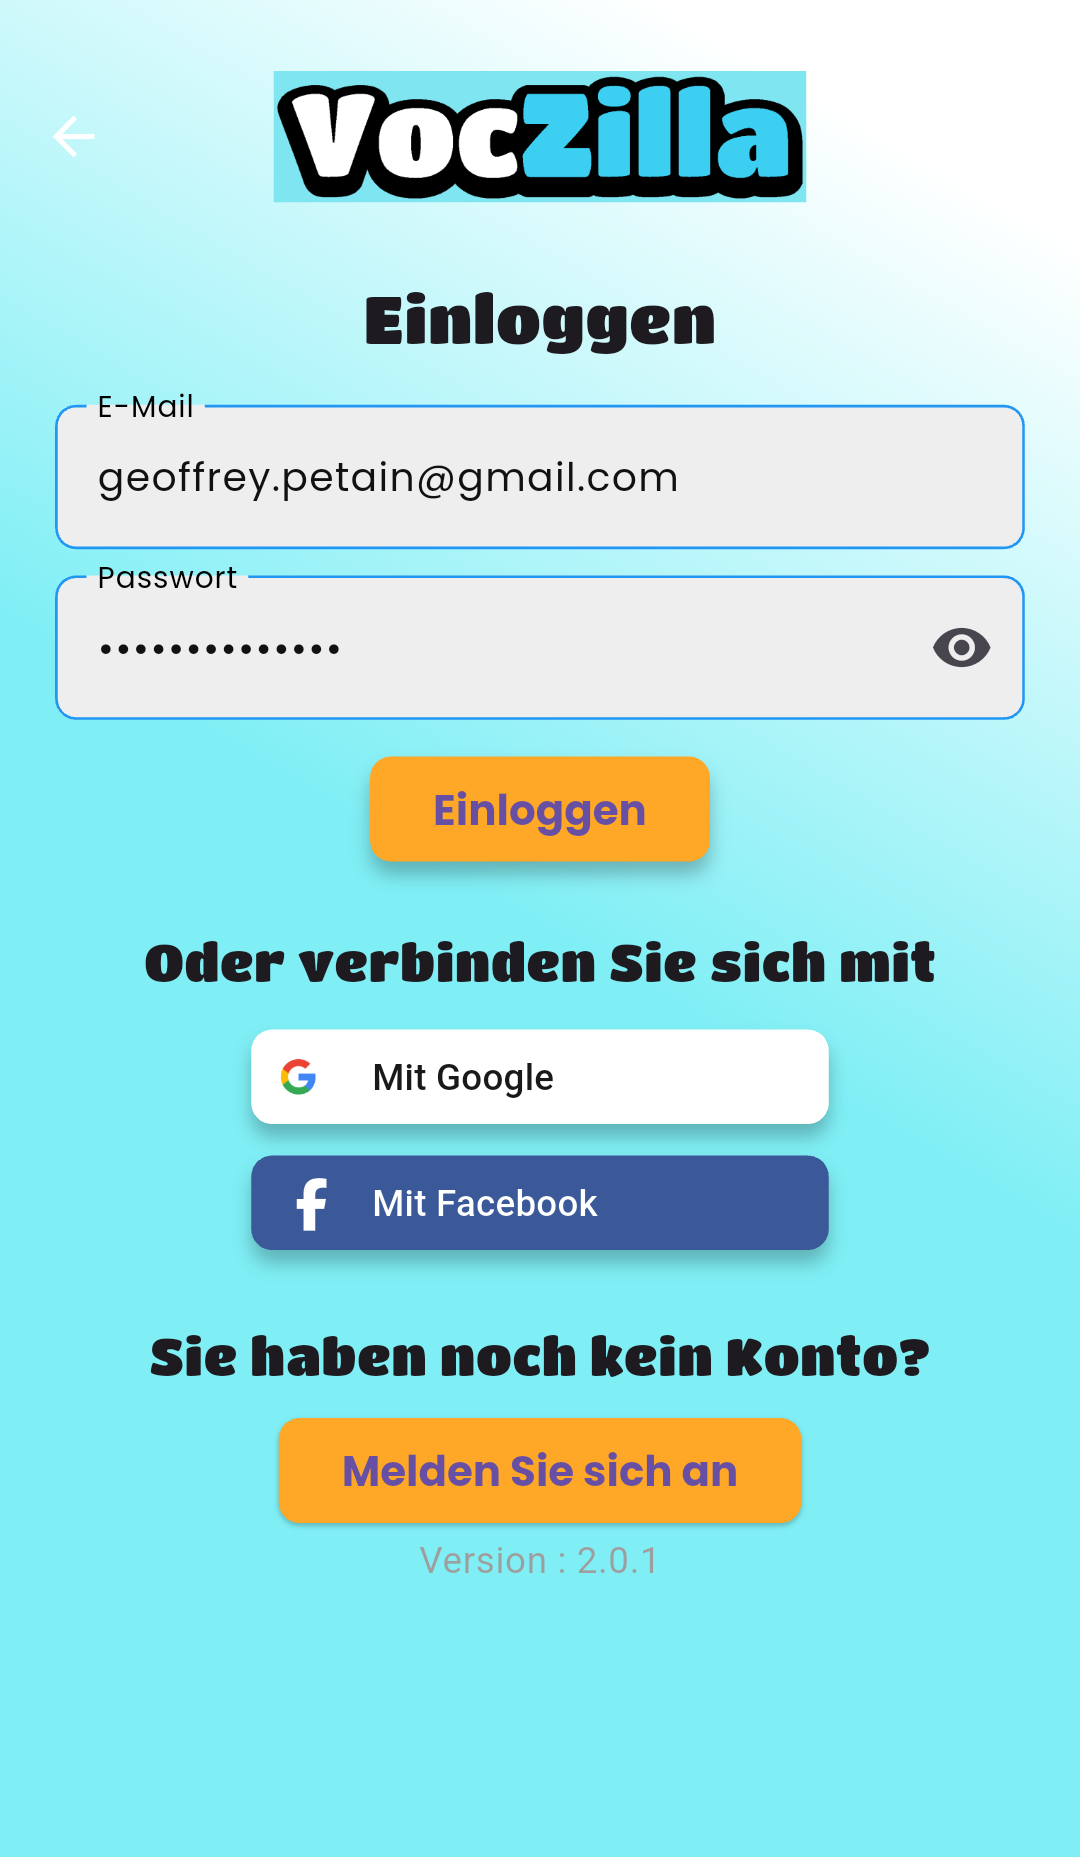 VocZilla
Einloggen
E-Mail
geoffrey.petain@gmail.com
Passwort
••••••••••••••
Einloggen
Oder verbinden Sie sich mit
Mit Google
Mit Facebook
Sie haben noch kein Konto?
Melden Sie sich an
Version : 2.0.1